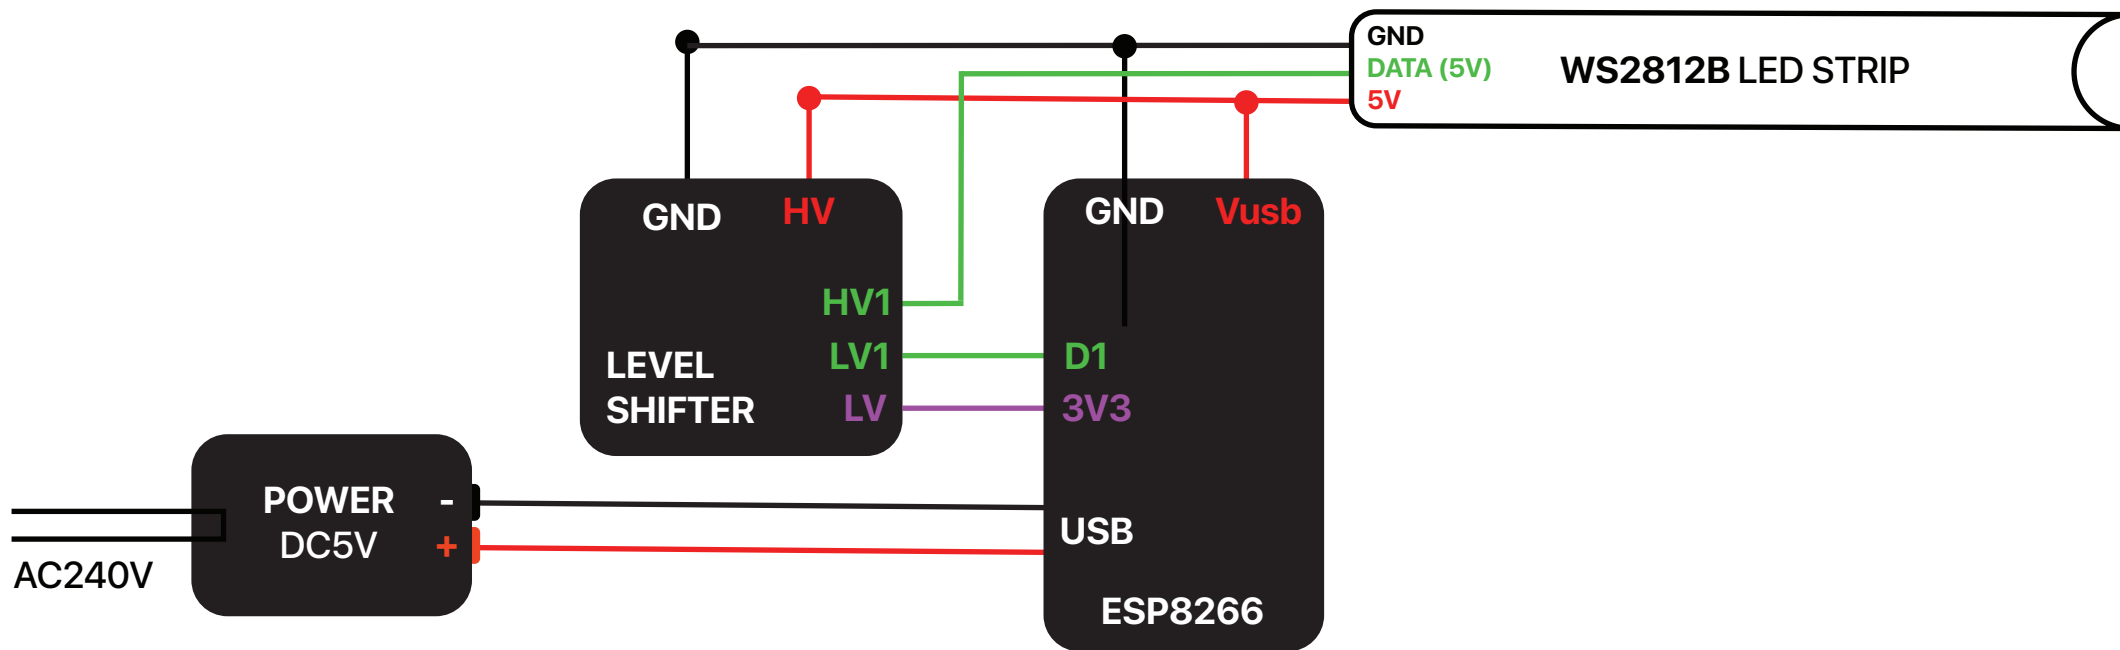 GND
DATA (5V)
5V
WS2812B LED STRIP
GND HV
HV1
LV1
LV
LEVEL
SHIFTER
GND Vusb
D1
3V3
USB
ESP8266
POWER -
DC5V +
AC240V